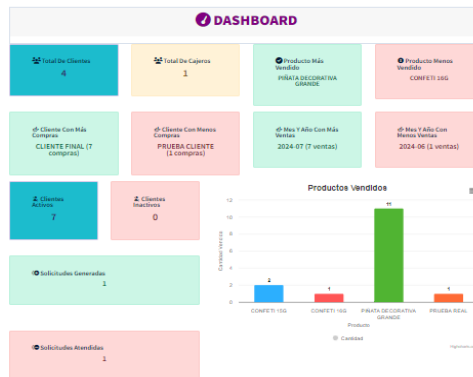 DASHBOARD
Total De Clientes
4
Total De Cajeros
1
Producto Más
Vendido
PIÑATA DECORATIVA
GRANDE
Producto Menos
Vendido
CONFETI 16G
Cliente Con Más
Compras
CLIENTE FINAL (7
compras)
Cliente Con Menos
Compras
PRUEBA CLIENTE
(1 compras)
Mes Y Año Con Más
Ventas
2024-07 (7 ventas)
Mes Y Año Con
Menos Ventas
2024-06 (1 ventas)
Clientes
Activos
7
Clientes
Inactivos
0
Solicitudes Generadas
1
Solicitudes Atendidas
1
Productos Vendidos
12
10
8
6
4
2
0
2
1
11
1
CONFETI 15G
CONFETI 16G
PIÑATA DECORATIVA
GRANDE
PRUEBA REAL
Producto
Cantidad